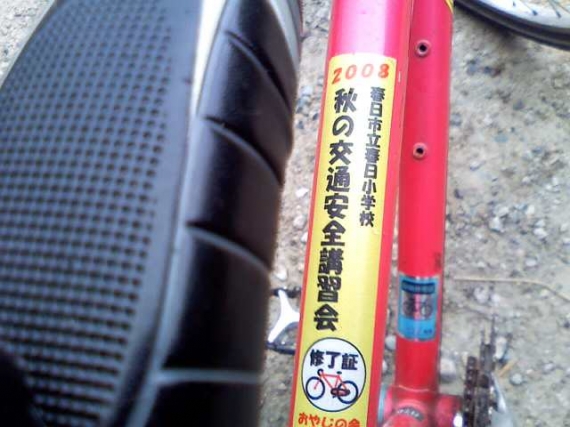 2008
春日市立春日小学校
秋の交通安全講習会
修了証
おやじの会